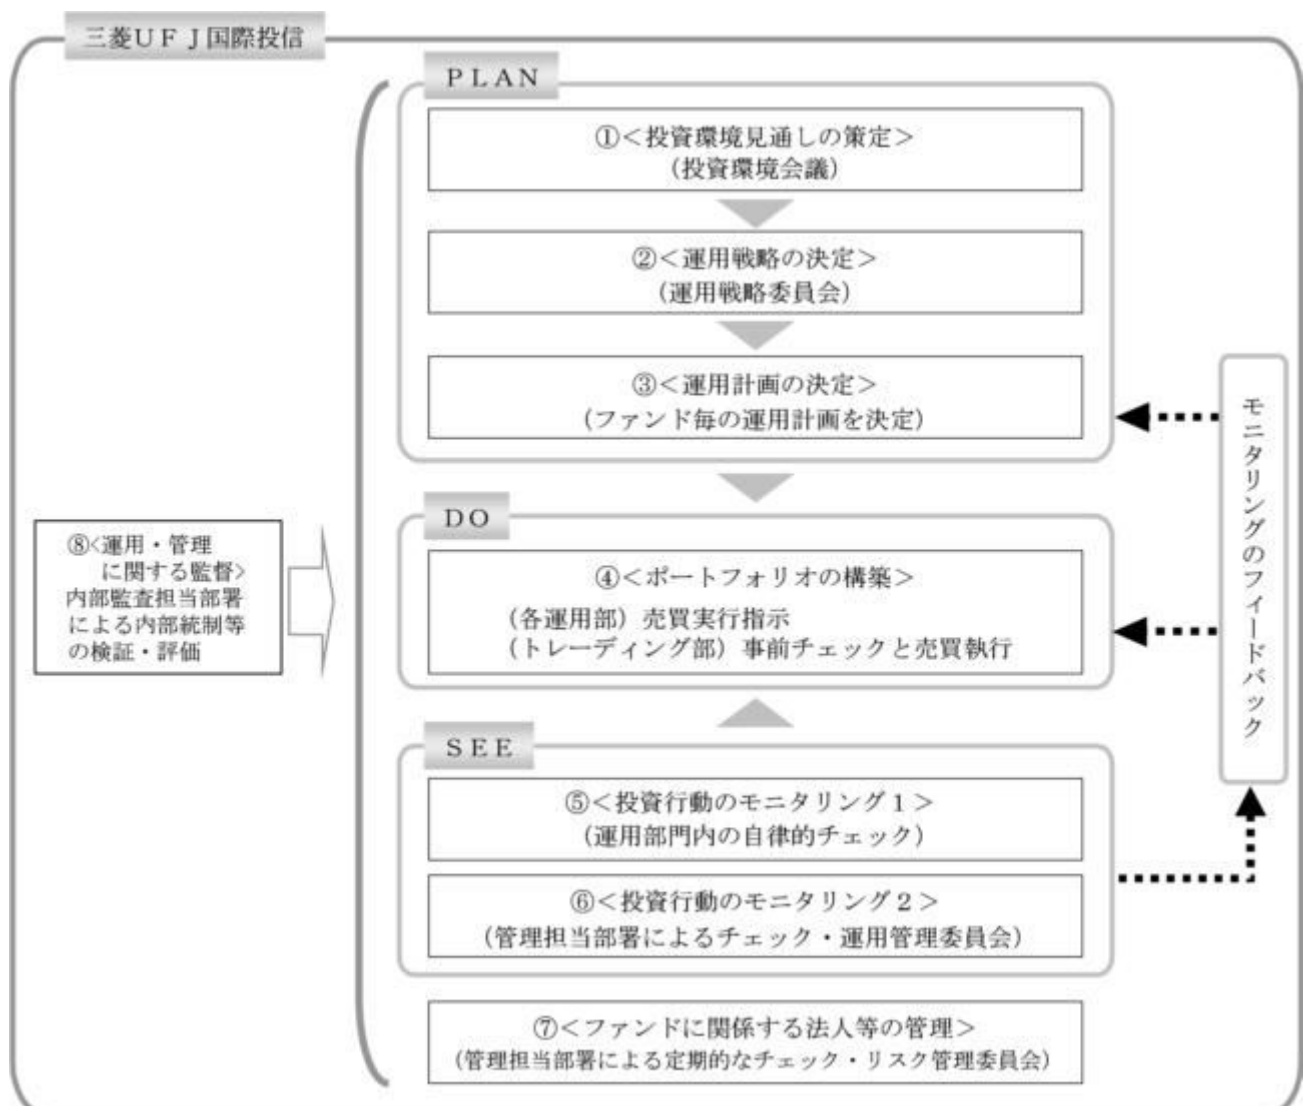 三菱ＵＦＪ国際投信
ＰＬＡＮ
①＜投資環境見通しの策定＞
（投資環境会議）
②＜運用戦略の決定＞
（運用戦略委員会）
③＜運用計画の決定＞
（ファンド毎の運用計画を決定）
ＤＯ
④＜ポートフォリオの構築＞
（各運用部）売買実行指示
（トレーディング部）事前チェックと売買執行
ＳＥＥ
⑤＜投資行動のモニタリング１＞
（運用部門内の自律的チェック）
⑥＜投資行動のモニタリング２＞
（管理担当部署によるチェック・運用管理委員会）
⑦＜ファンドに関係する法人等の管理＞
（管理担当部署による定期的なチェック・リスク管理委員会）
⑧<運用・管理
に関する監督>
内部監査担当部署
による内部統制等
の検証・評価
モニタリングのフィードバック